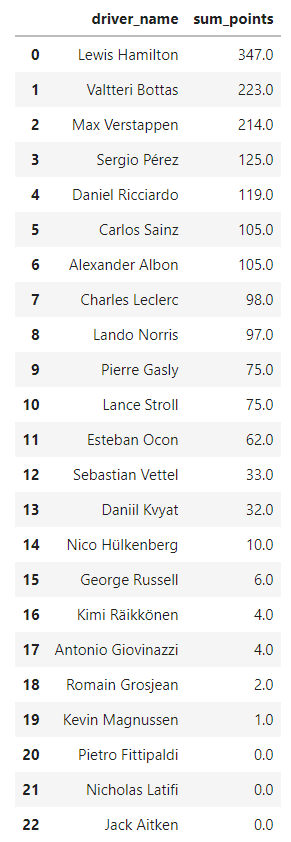 driver_name sum_points
0 Lewis Hamilton 347.0
1 Valtteri Bottas 223.0
2 Max Verstappen 214.0
3 Sergio Pérez 125.0
4 Daniel Ricciardo 119.0
5 Carlos Sainz 105.0
6 Alexander Albon 105.0
7 Charles Leclerc 98.0
8 Lando Norris 97.0
9 Pierre Gasly 75.0
10 Lance Stroll 75.0
11 Esteban Ocon 62.0
12 Sebastian Vettel 33.0
13 Daniil Kvyat 32.0
14 Nico Hülkenberg 10.0
15 George Russell 6.0
16 Kimi Räikkönen 4.0
17 Antonio Giovinazzi 4.0
18 Romain Grosjean 2.0
19 Kevin Magnussen 1.0
20 Pietro Fittipaldi 0.0
21 Nicholas Latifi 0.0
22 Jack Aitken 0.0